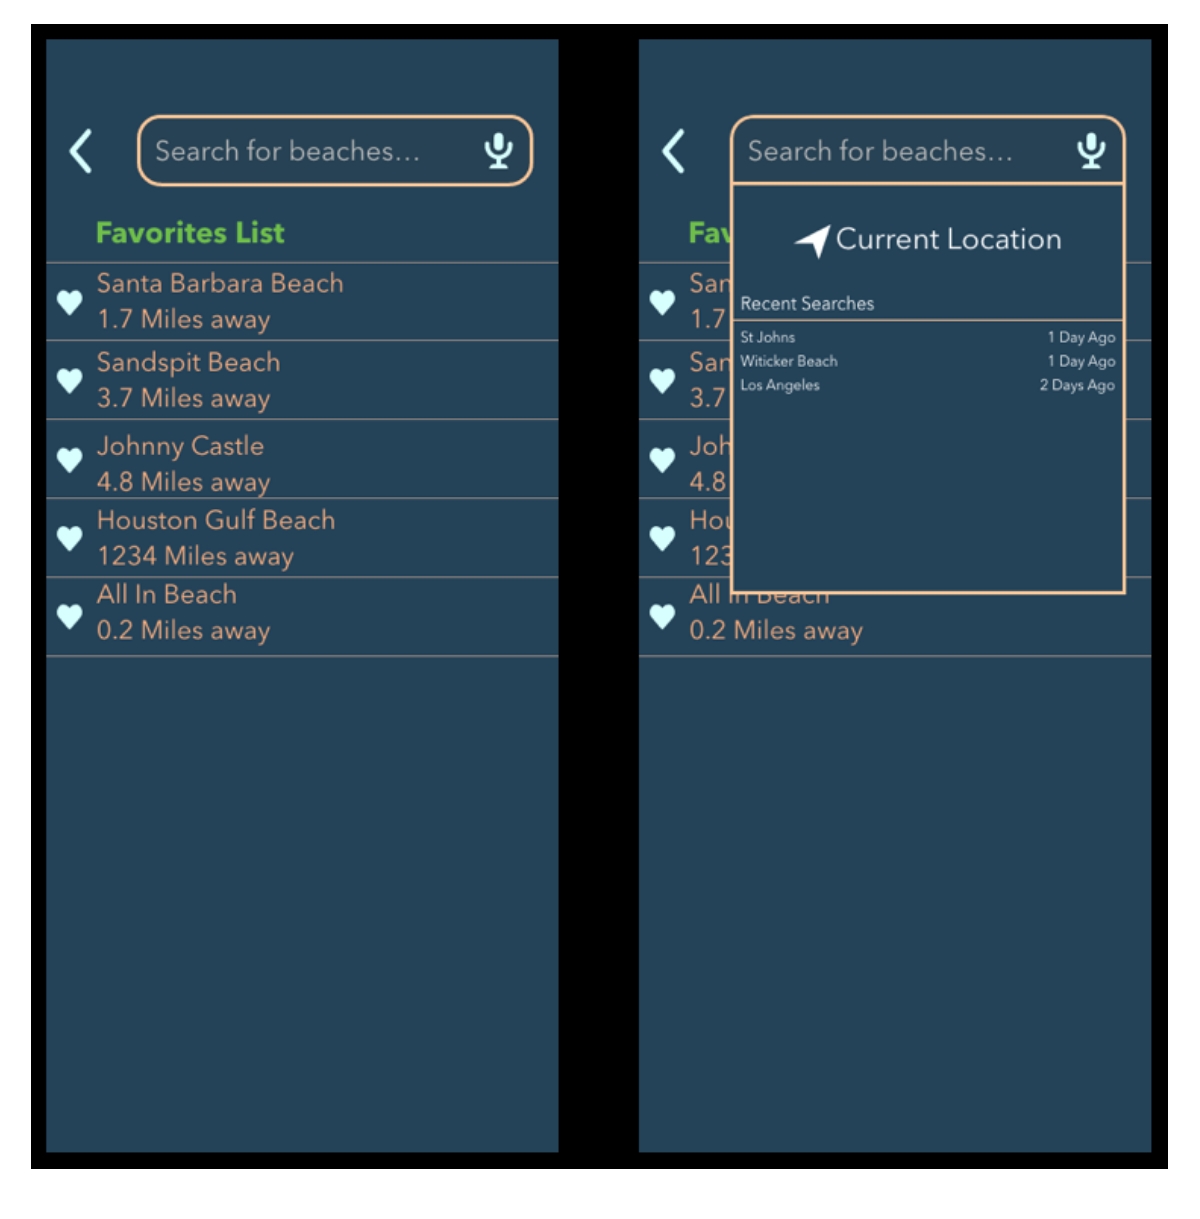 Search for beaches...
Favorites List
Santa Barbara Beach
1.7 Miles away
Sandspit Beach
3.7 Miles away
Johnny Castle
4.8 Miles away
Houston Gulf Beach
1234 Miles away
All In Beach
0.2 Miles away
Search for beaches...
Current Location
Recent Searches
St Johns 1 Day Ago
Witicker Beach 1 Day Ago
Los Angeles 2 Days Ago
Fav
San
1.7
San
3.7
Joh
4.8
Hou
123
All In Beach
0.2 Miles away